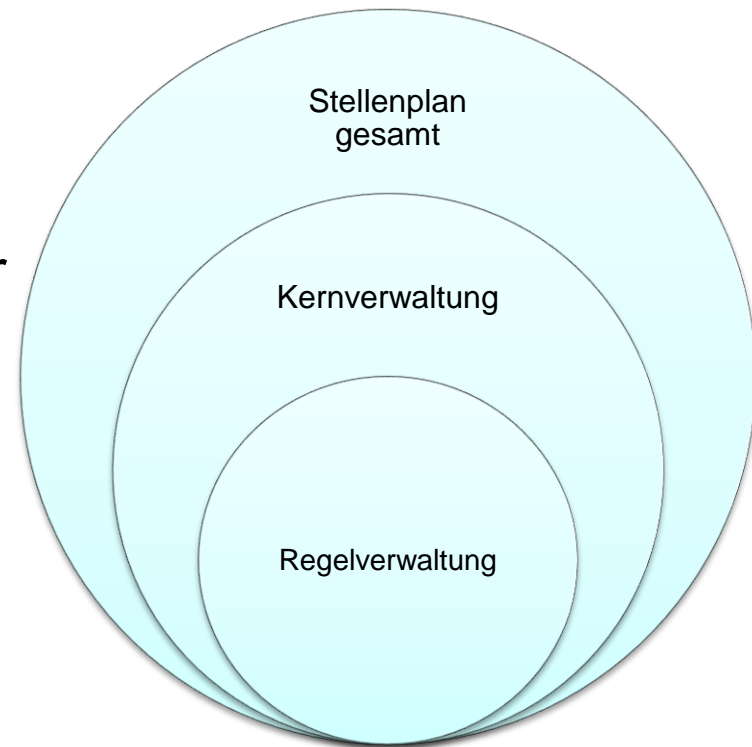 Stellenplan
gesamt
r
Kernverwaltung
Regelverwaltung